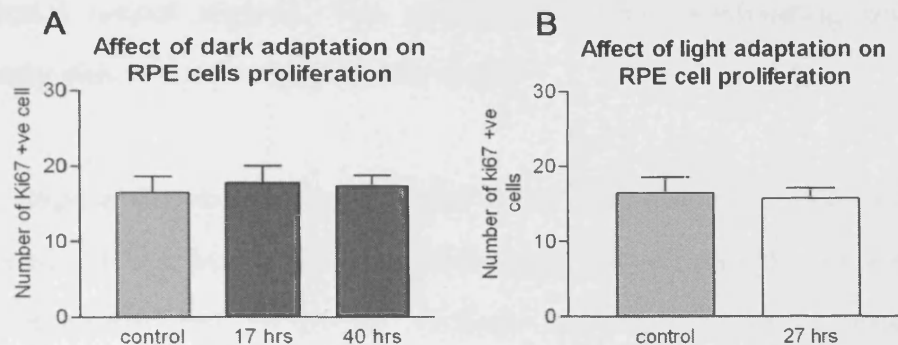 A
Affect of dark adaptation on
RPE cells proliferation
Number of Ki67 +ve cell
30
20
10
0
control
17 hrs
40 hrs
B
Affect of light adaptation on
RPE cell proliferation
Number of ki67 +ve
cells
30
20
10
0
control
27 hrs